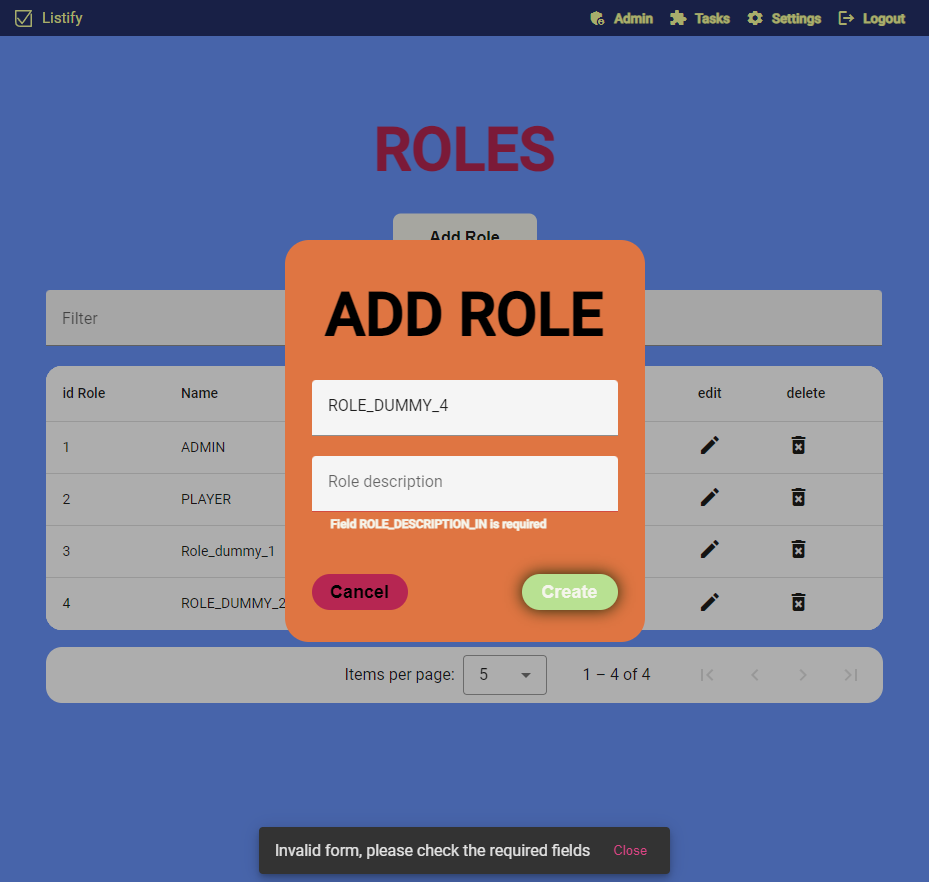 Listify
Admin Tasks Settings Logout
ROLES
Add Role
Filter
id Role Name edit delete
1 ADMIN
2 PLAYER
3 Role_dummy_1
4 ROLE_DUMMY_2
ADD ROLE
ROLE_DUMMY_4
Role description
Field ROLE_DESCRIPTION_IN is required
Cancel Create
Items per page: 5 1 – 4 of 4
Invalid form, please check the required fields Close